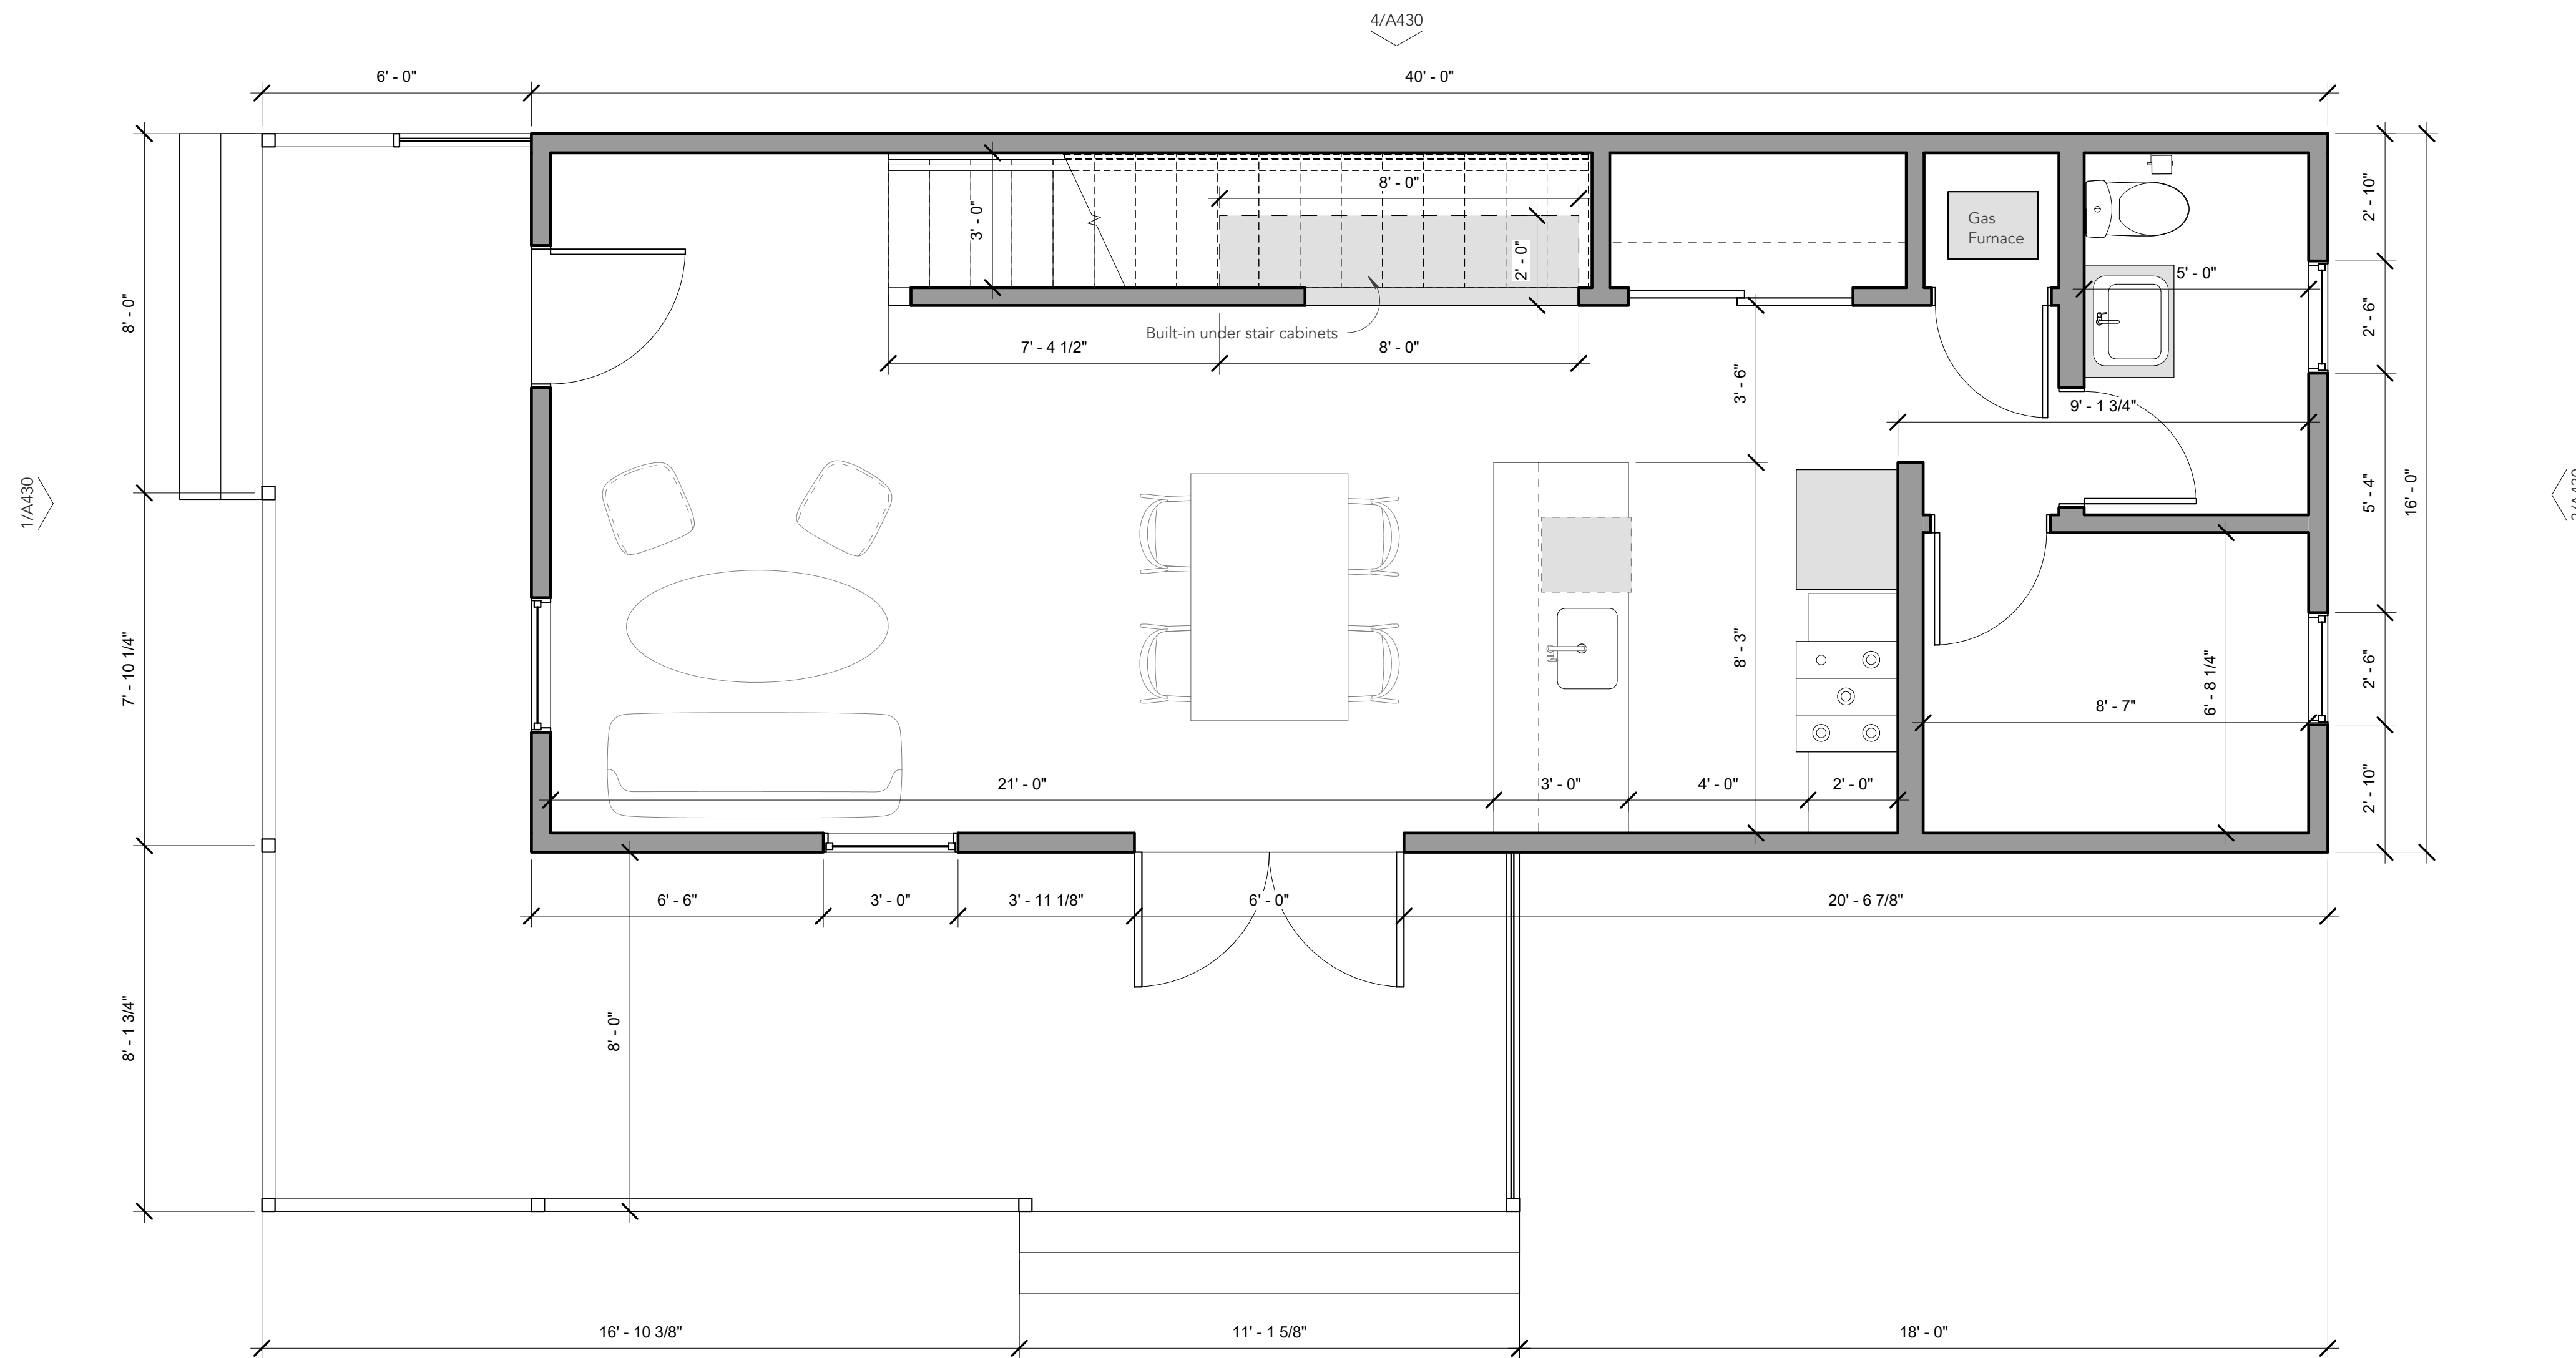 4/A430
6' - 0"
40' - 0"
8' - 0"
2' - 10"
3' - 0"
Gas
Furnace
2' - 0"
5' - 0"
8' - 0"
2' - 6"
Built-in under stair cabinets
7' - 4 1/2"
8' - 0"
3' - 6"
9' - 1 3/4"
1/A430
5' - 4"
16' - 0"
7' - 10 1/4"
8' - 3"
6' - 8 1/4"
2' - 6"
8' - 7"
21' - 0"
3' - 0"
4' - 0"
2' - 0"
2' - 10"
6' - 6"
3' - 0"
3' - 11 1/8"
6' - 0"
20' - 6 7/8"
8' - 1 3/4"
8' - 0"
16' - 10 3/8"
11' - 1 5/8"
18' - 0"